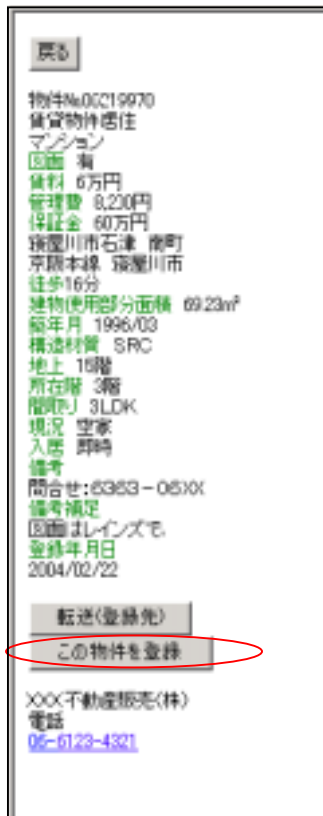 戻る
物件№00219970
賃貸物件居住
マンション
図面 有
賃料 6万円
管理費 8,200円
保証金 60万円
寝屋川市石津 南町
京阪本線 寝屋川市
徒歩16分
建物使用部分面積 69.23m²
築年月 1996/03
構造材質 SRC
地上 15階
所在階 3階
間取り 3LDK
現況 空家
入居 即時
備考
問合せ:6363-06XX
備考補足
図面はレインズで.
登録年月日
2004/02/22
転送(登録先)
この物件を登録
XXX不動産販売(株)
電話
06-6123-4321